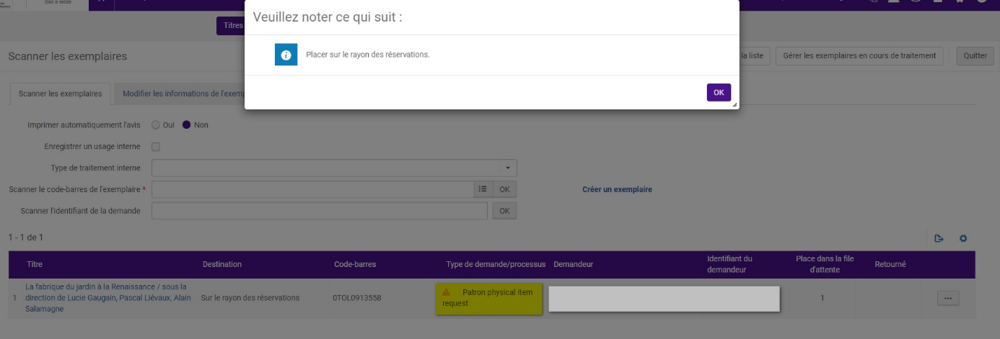 Bac à sable
Veuillez noter ce qui suit :
Titres
Placer sur le rayon des réservations.
OK
Scanner les exemplaires
la liste
Gérer les exemplaires en cours de traitement
Quitter
Scanner les exemplaires
Modifier les informations de l'exemp
Imprimer automatiquement l'avis Oui Non
Enregistrer un usage interne
Type de traitement interne
Scanner le code-barres de l'exemplaire * OK Créer un exemplaire
Scanner l'identifiant de la demande OK
1 - 1 de 1
Titre Destination Code-barres Type de demande/processus Demandeur Identifiant du demandeur Place dans la file d'attente Retourné
1 La fabrique du jardin à la Renaissance / sous la
direction de Lucie Gaugain, Pascal Liévaux, Alain
Salamagne
Sur le rayon des réservations
0TOL0913558
Patron physical item
request
1
...